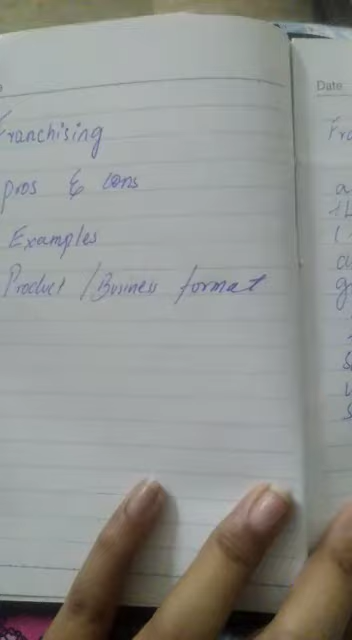 Franchising
Pros & cons
Examples
Product / Business format
Date